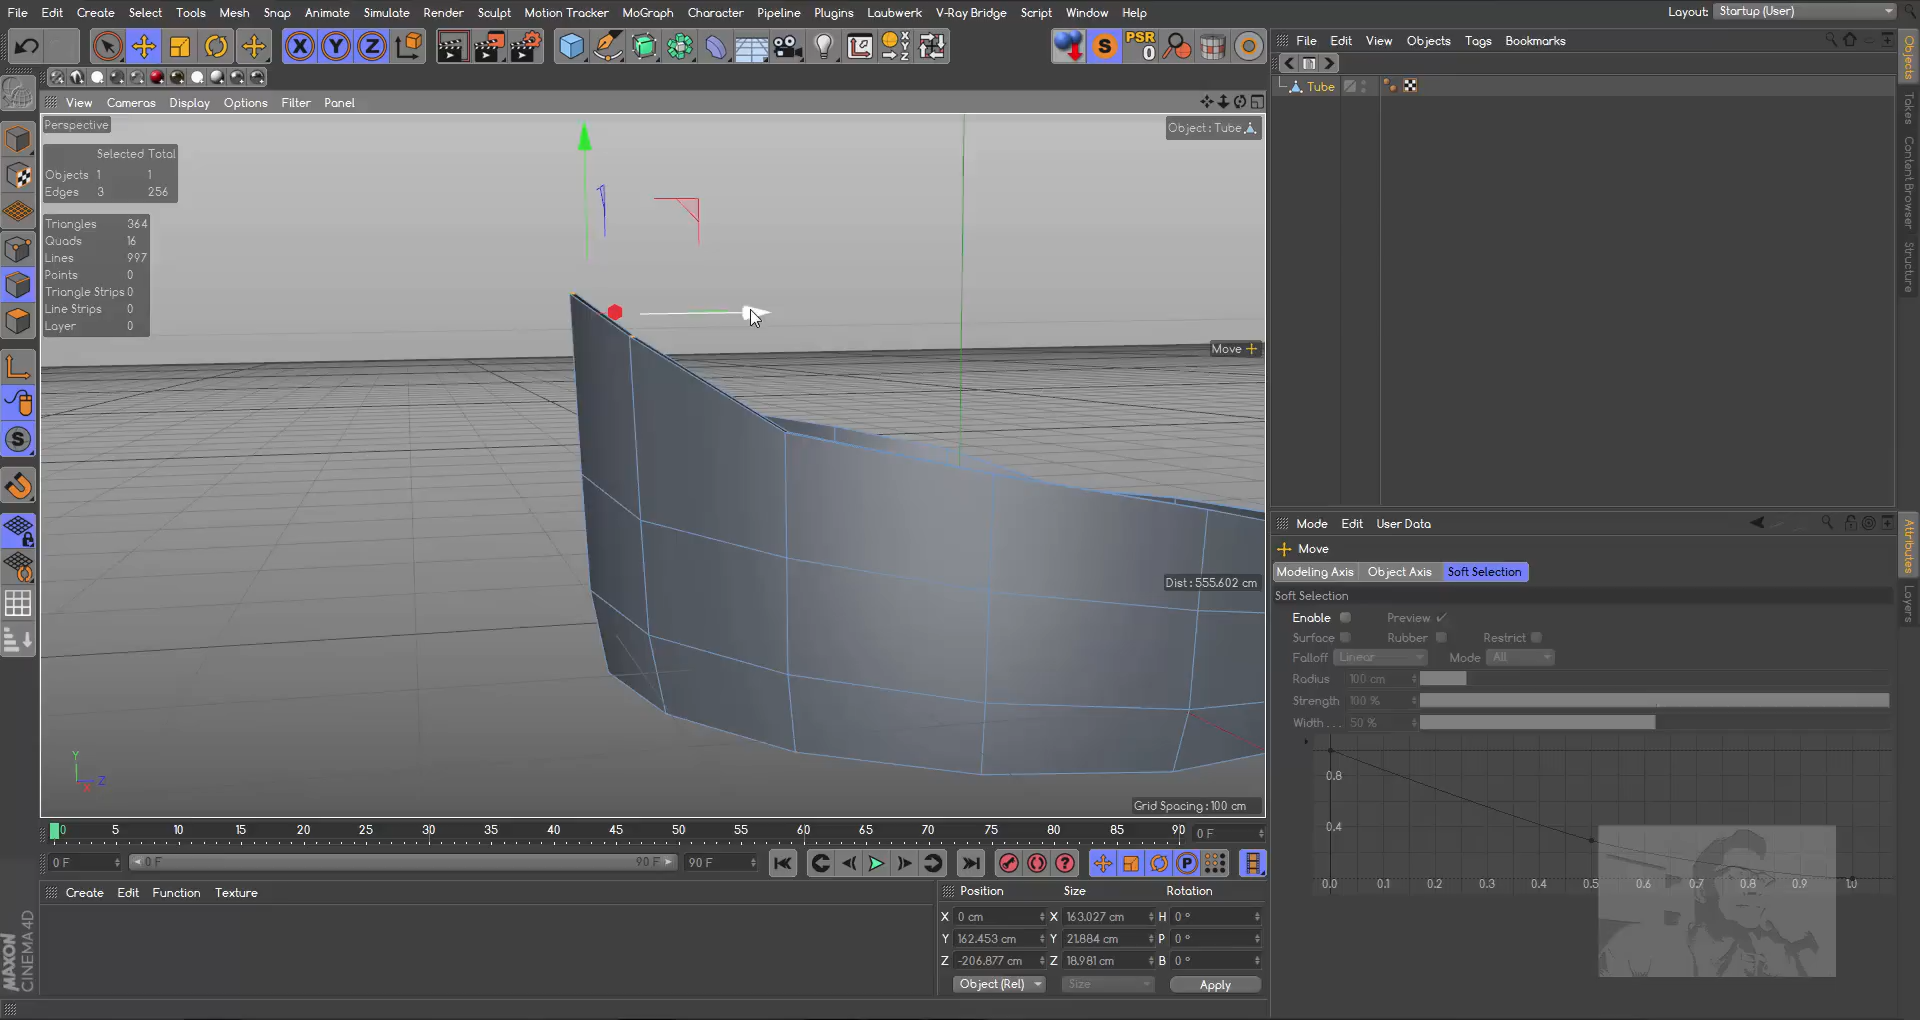 File Edit Create Select Tools Mesh Snap Animate Simulate Render Sculpt Motion Tracker MoGraph Character Pipeline Plugins Laubwerk V-Ray Bridge Script Window Help Layout: Startup (User)
X Y Z S PSR 0 File Edit View Objects Tags Bookmarks
View Cameras Display Options Filter Panel Tube
Perspective Object : Tube
Selected Total
Objects 1 1
Edges 3 256
Triangles 364
Quads 16
Lines 997
Points 0
Triangle Strips 0
Line Strips 0
Layer 0
Move
Dist : 555.602 cm
Y Z X
Grid Spacing : 100 cm
Objects
Takes
Content Browser
Structure
Mode Edit User Data
Move
Modeling Axis Object Axis Soft Selection
Soft Selection
Enable Preview
Surface Rubber Restrict
Falloff Linear Mode All
Radius 100 cm
Strength 100 %
Width . . . 50 %
0.8
0.4
0.0 0.1 0.2 0.3 0.4 0.5 0.6 0.7 0.8 0.9 1.0
Attributes
Layers
0 5 10 15 20 25 30 35 40 45 50 55 60 65 70 75 80 85 90 0 F
0 F 0 F 90 F 90 F P
Create Edit Function Texture
Position Size Rotation
X 0 cm X 163.027 cm H 0 °
Y 162.453 cm Y 21.884 cm P 0 °
Z -206.877 cm Z 18.981 cm B 0 °
Object (Rel) Size Apply
MAXON
CINEMA 4D